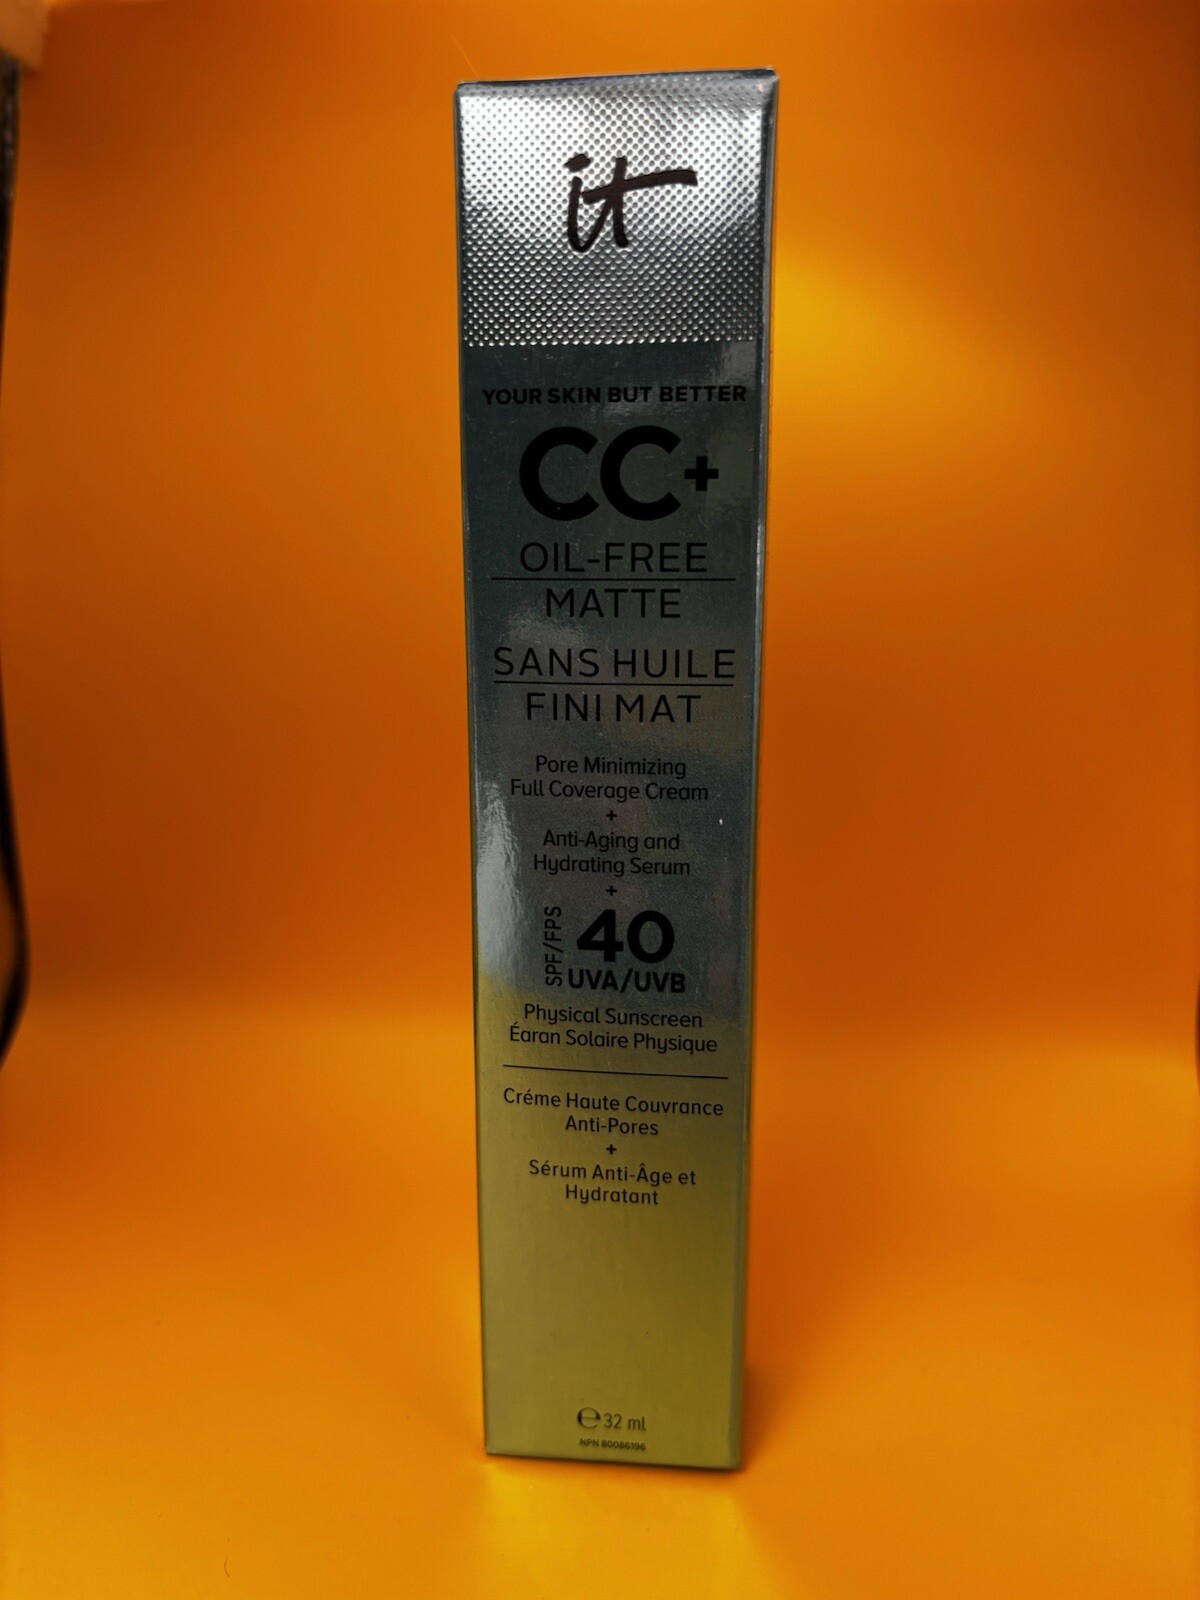 it
YOUR SKIN BUT BETTER
CC+
OIL-FREE
MATTE
SANS HUILE
FINI MAT
Pore Minimizing
Full Coverage Cream
+
Anti-Aging and
Hydrating Serum
+
SPF/FPS 40
UVA/UVB
Physical Sunscreen
Éaran Solaire Physique
Créme Haute Couvrance
Anti-Pores
+
Sérum Anti-Âge et
Hydratant
℮ 32 ml
NPN 80086196